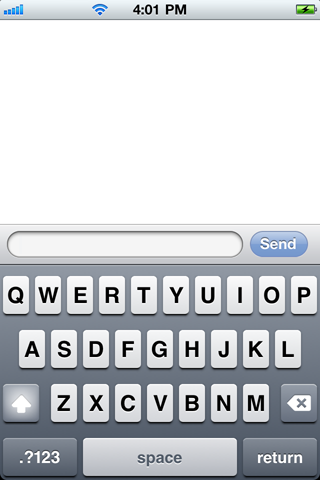 4:01 PM
Send
Q W E R T Y U I O P
A S D F G H J K L
Z X C V B N M
.?123 space return